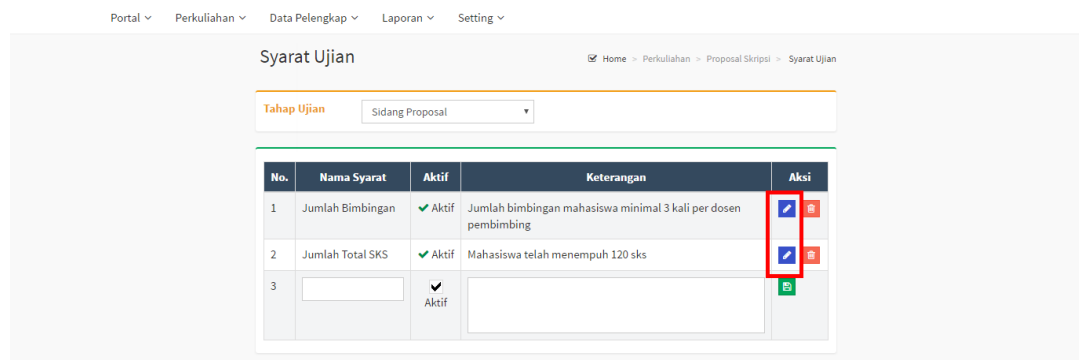 Portal Perkuliahan Data Pelengkap Laporan Setting
Syarat Ujian
Home > Perkuliahan > Proposal Skripsi > Syarat Ujian
Tahap Ujian Sidang Proposal
No. Nama Syarat Aktif Keterangan Aksi
1 Jumlah Bimbingan Aktif Jumlah bimbingan mahasiswa minimal 3 kali per dosen
pembimbing
2 Jumlah Total SKS Aktif Mahasiswa telah menempuh 120 sks
3
Aktif